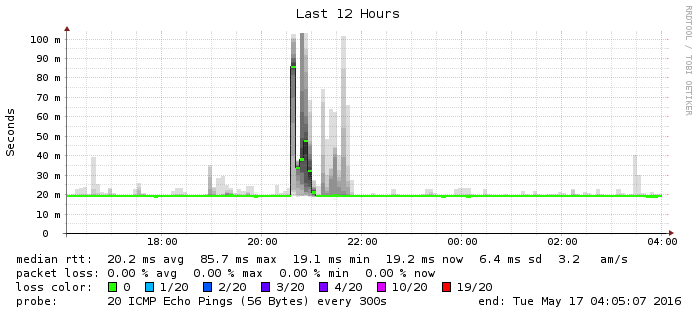 Last 12 Hours
RRDTOOL / TOBI OETIKER
Seconds
100 m
90 m
80 m
70 m
60 m
50 m
40 m
30 m
20 m
10 m
0
18:00 20:00 22:00 00:00 02:00 04:00
median rtt: 20.2 ms avg 85.7 ms max 19.1 ms min 19.2 ms now 6.4 ms sd 3.2 am/s
packet loss: 0.00 % avg 0.00 % max 0.00 % min 0.00 % now
loss color: 0 1/20 2/20 3/20 4/20 10/20 19/20
probe: 20 ICMP Echo Pings (56 Bytes) every 300s end: Tue May 17 04:05:07 2016